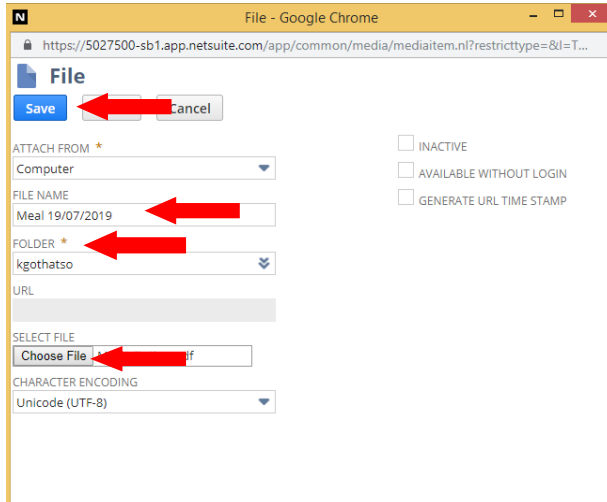 N File - Google Chrome
https://5027500-sb1.app.netsuite.com/app/common/media/mediaitem.nl?restricttype=&l=T...
File
Save Cancel
ATTACH FROM *
INACTIVE
Computer
AVAILABLE WITHOUT LOGIN
FILE NAME
GENERATE URL TIME STAMP
Meal 19/07/2019
FOLDER *
kgothatso
URL
SELECT FILE
Choose File
CHARACTER ENCODING
Unicode (UTF-8)